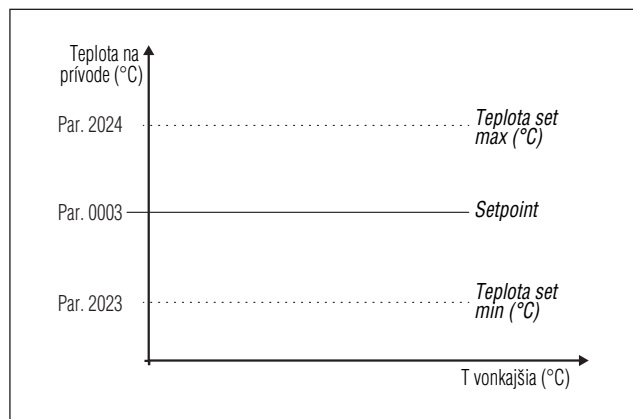 Teplota na
prívode (°C)
Par. 2024
Teplota set
max (°C)
Par. 0003
Setpoint
Par. 2023
Teplota set
min (°C)
T vonkajšia (°C)